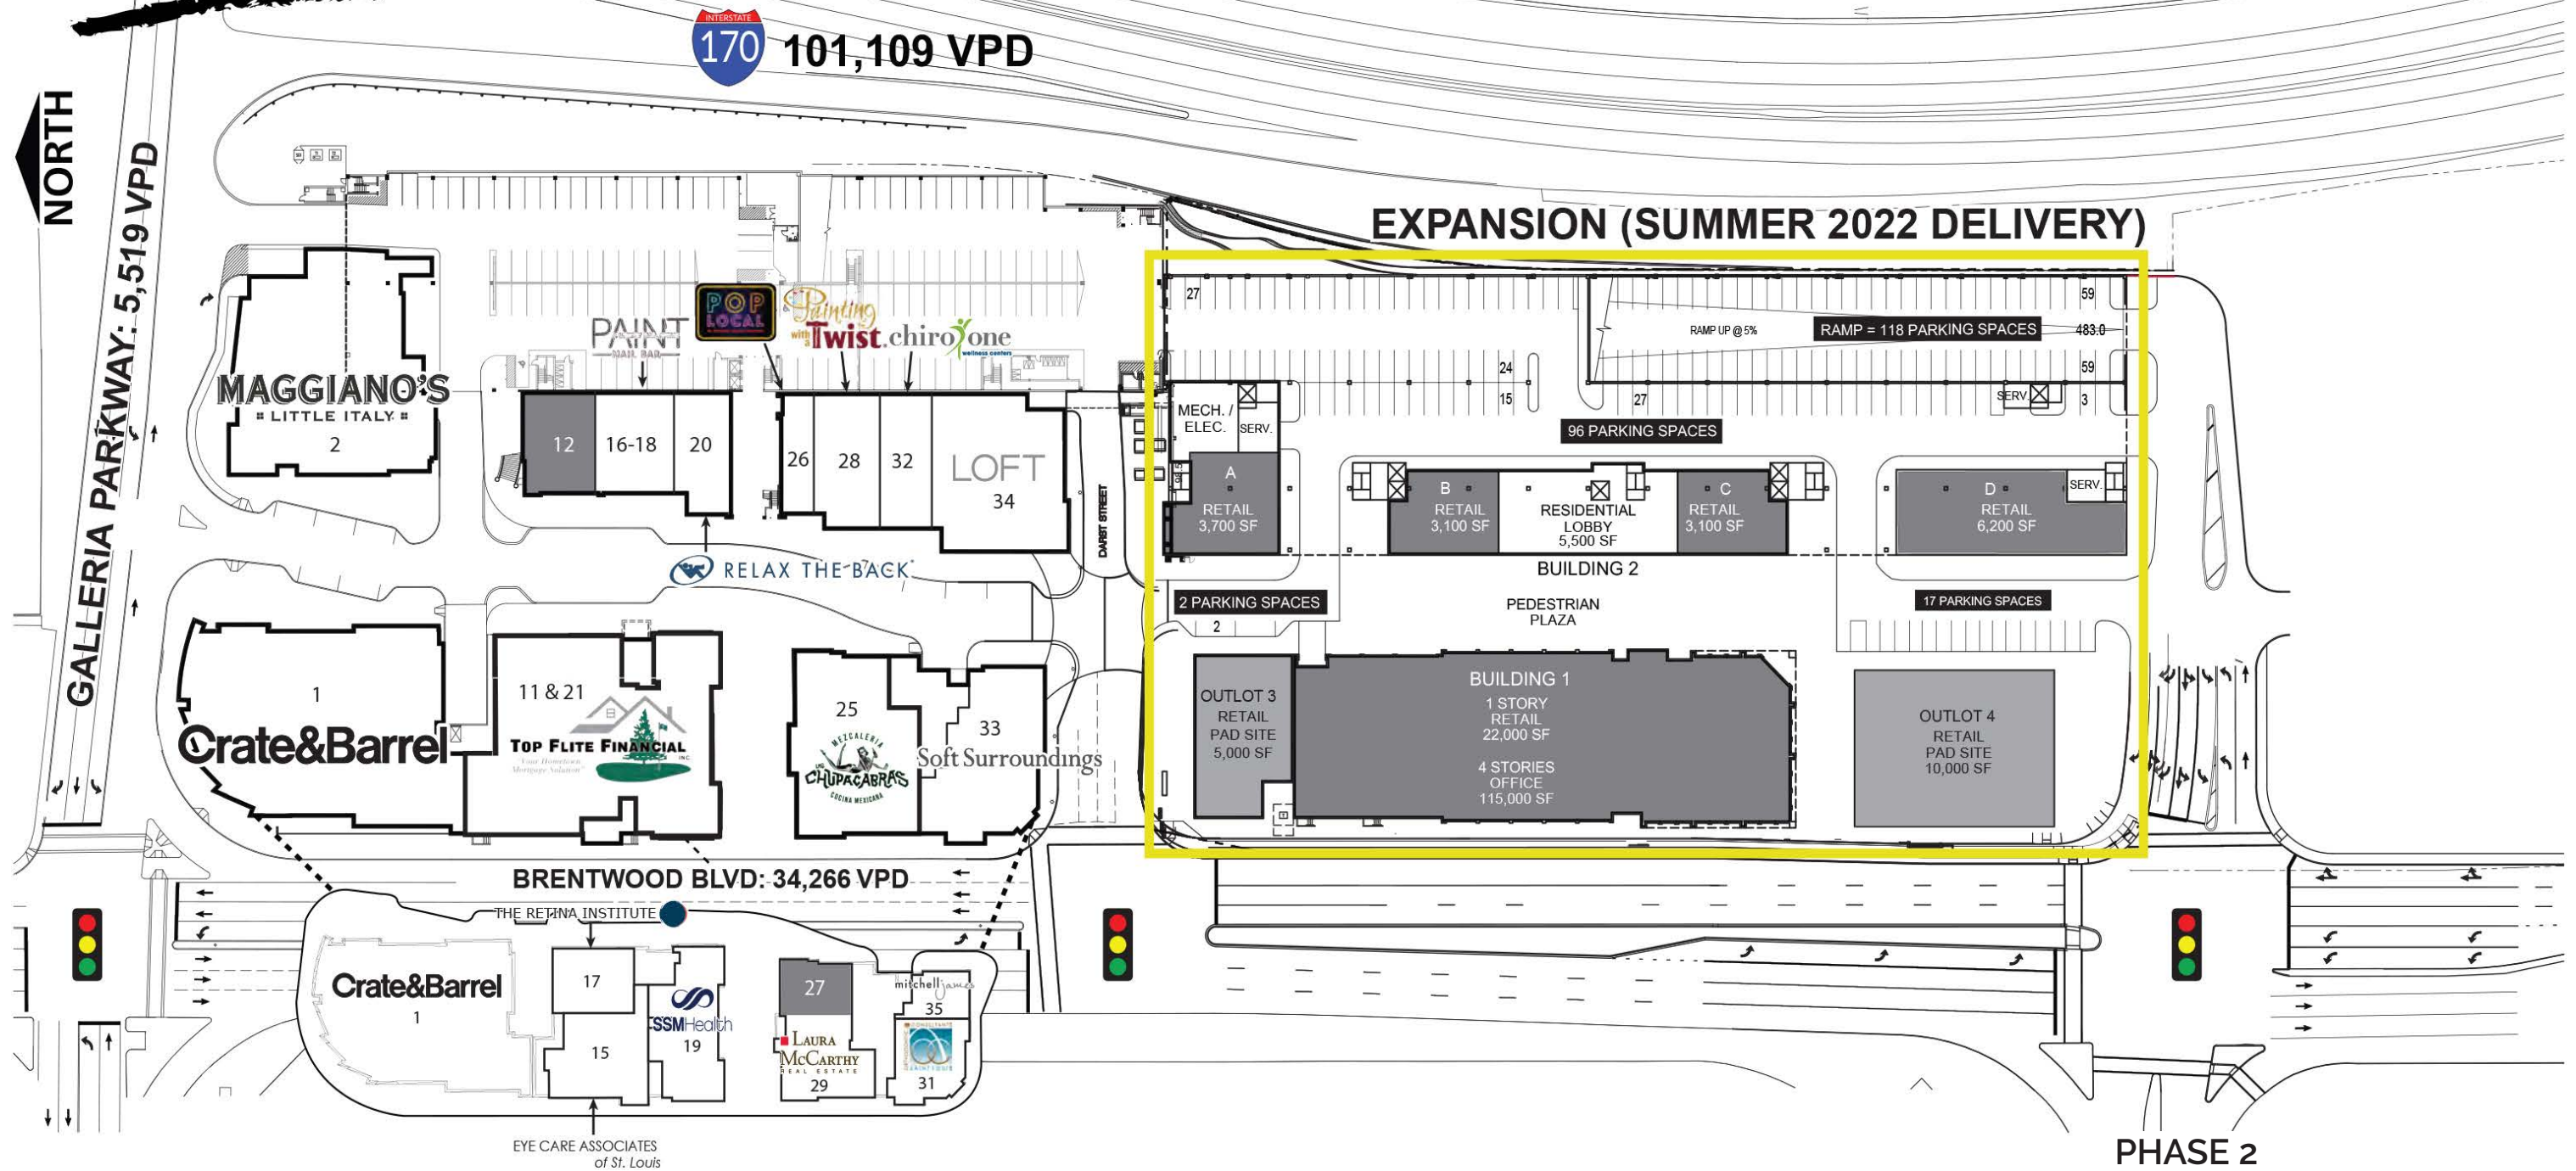 INTERSTATE
170
101,109 VPD
NORTH
GALLERIA PARKWAY: 5,519 VPD
EXPANSION (SUMMER 2022 DELIVERY)
27
59
RAMP UP @ 5%
RAMP = 118 PARKING SPACES
483.0
24
59
15
27
SERV.
3
96 PARKING SPACES
MECH. /
ELEC.
SERV.
A
RETAIL
3,700 SF
B
RETAIL
3,100 SF
RESIDENTIAL
LOBBY
5,500 SF
C
RETAIL
3,100 SF
D
RETAIL
6,200 SF
SERV.
BUILDING 2
PEDESTRIAN
PLAZA
2 PARKING SPACES
2
17 PARKING SPACES
OUTLOT 3
RETAIL
PAD SITE
5,000 SF
BUILDING 1
1 STORY
RETAIL
22,000 SF
4 STORIES
OFFICE
115,000 SF
OUTLOT 4
RETAIL
PAD SITE
10,000 SF
MAGGIANO'S
LITTLE ITALY
2
PAINT
NAIL BAR
POP
LOCAL
Painting
with a Twist
chiro one
wellness centers
12
16-18
20
26
28
32
LOFT
34
DARST STREET
RELAX THE BACK
1
Crate&Barrel
11 & 21
TOP FLITE FINANCIAL
INC.
Your Hometown
Mortgage Solution
25
MEZCALERIA
LAS
CHUPACABRAS
COCINA MEXICANA
33
Soft Surroundings
BRENTWOOD BLVD: 34,266 VPD
THE RETINA INSTITUTE
Crate&Barrel
1
17
15
SSMHealth
19
27
LAURA
MCCARTHY
REAL ESTATE
29
mitchell james
35
31
EYE CARE ASSOCIATES
of St. Louis
PHASE 2